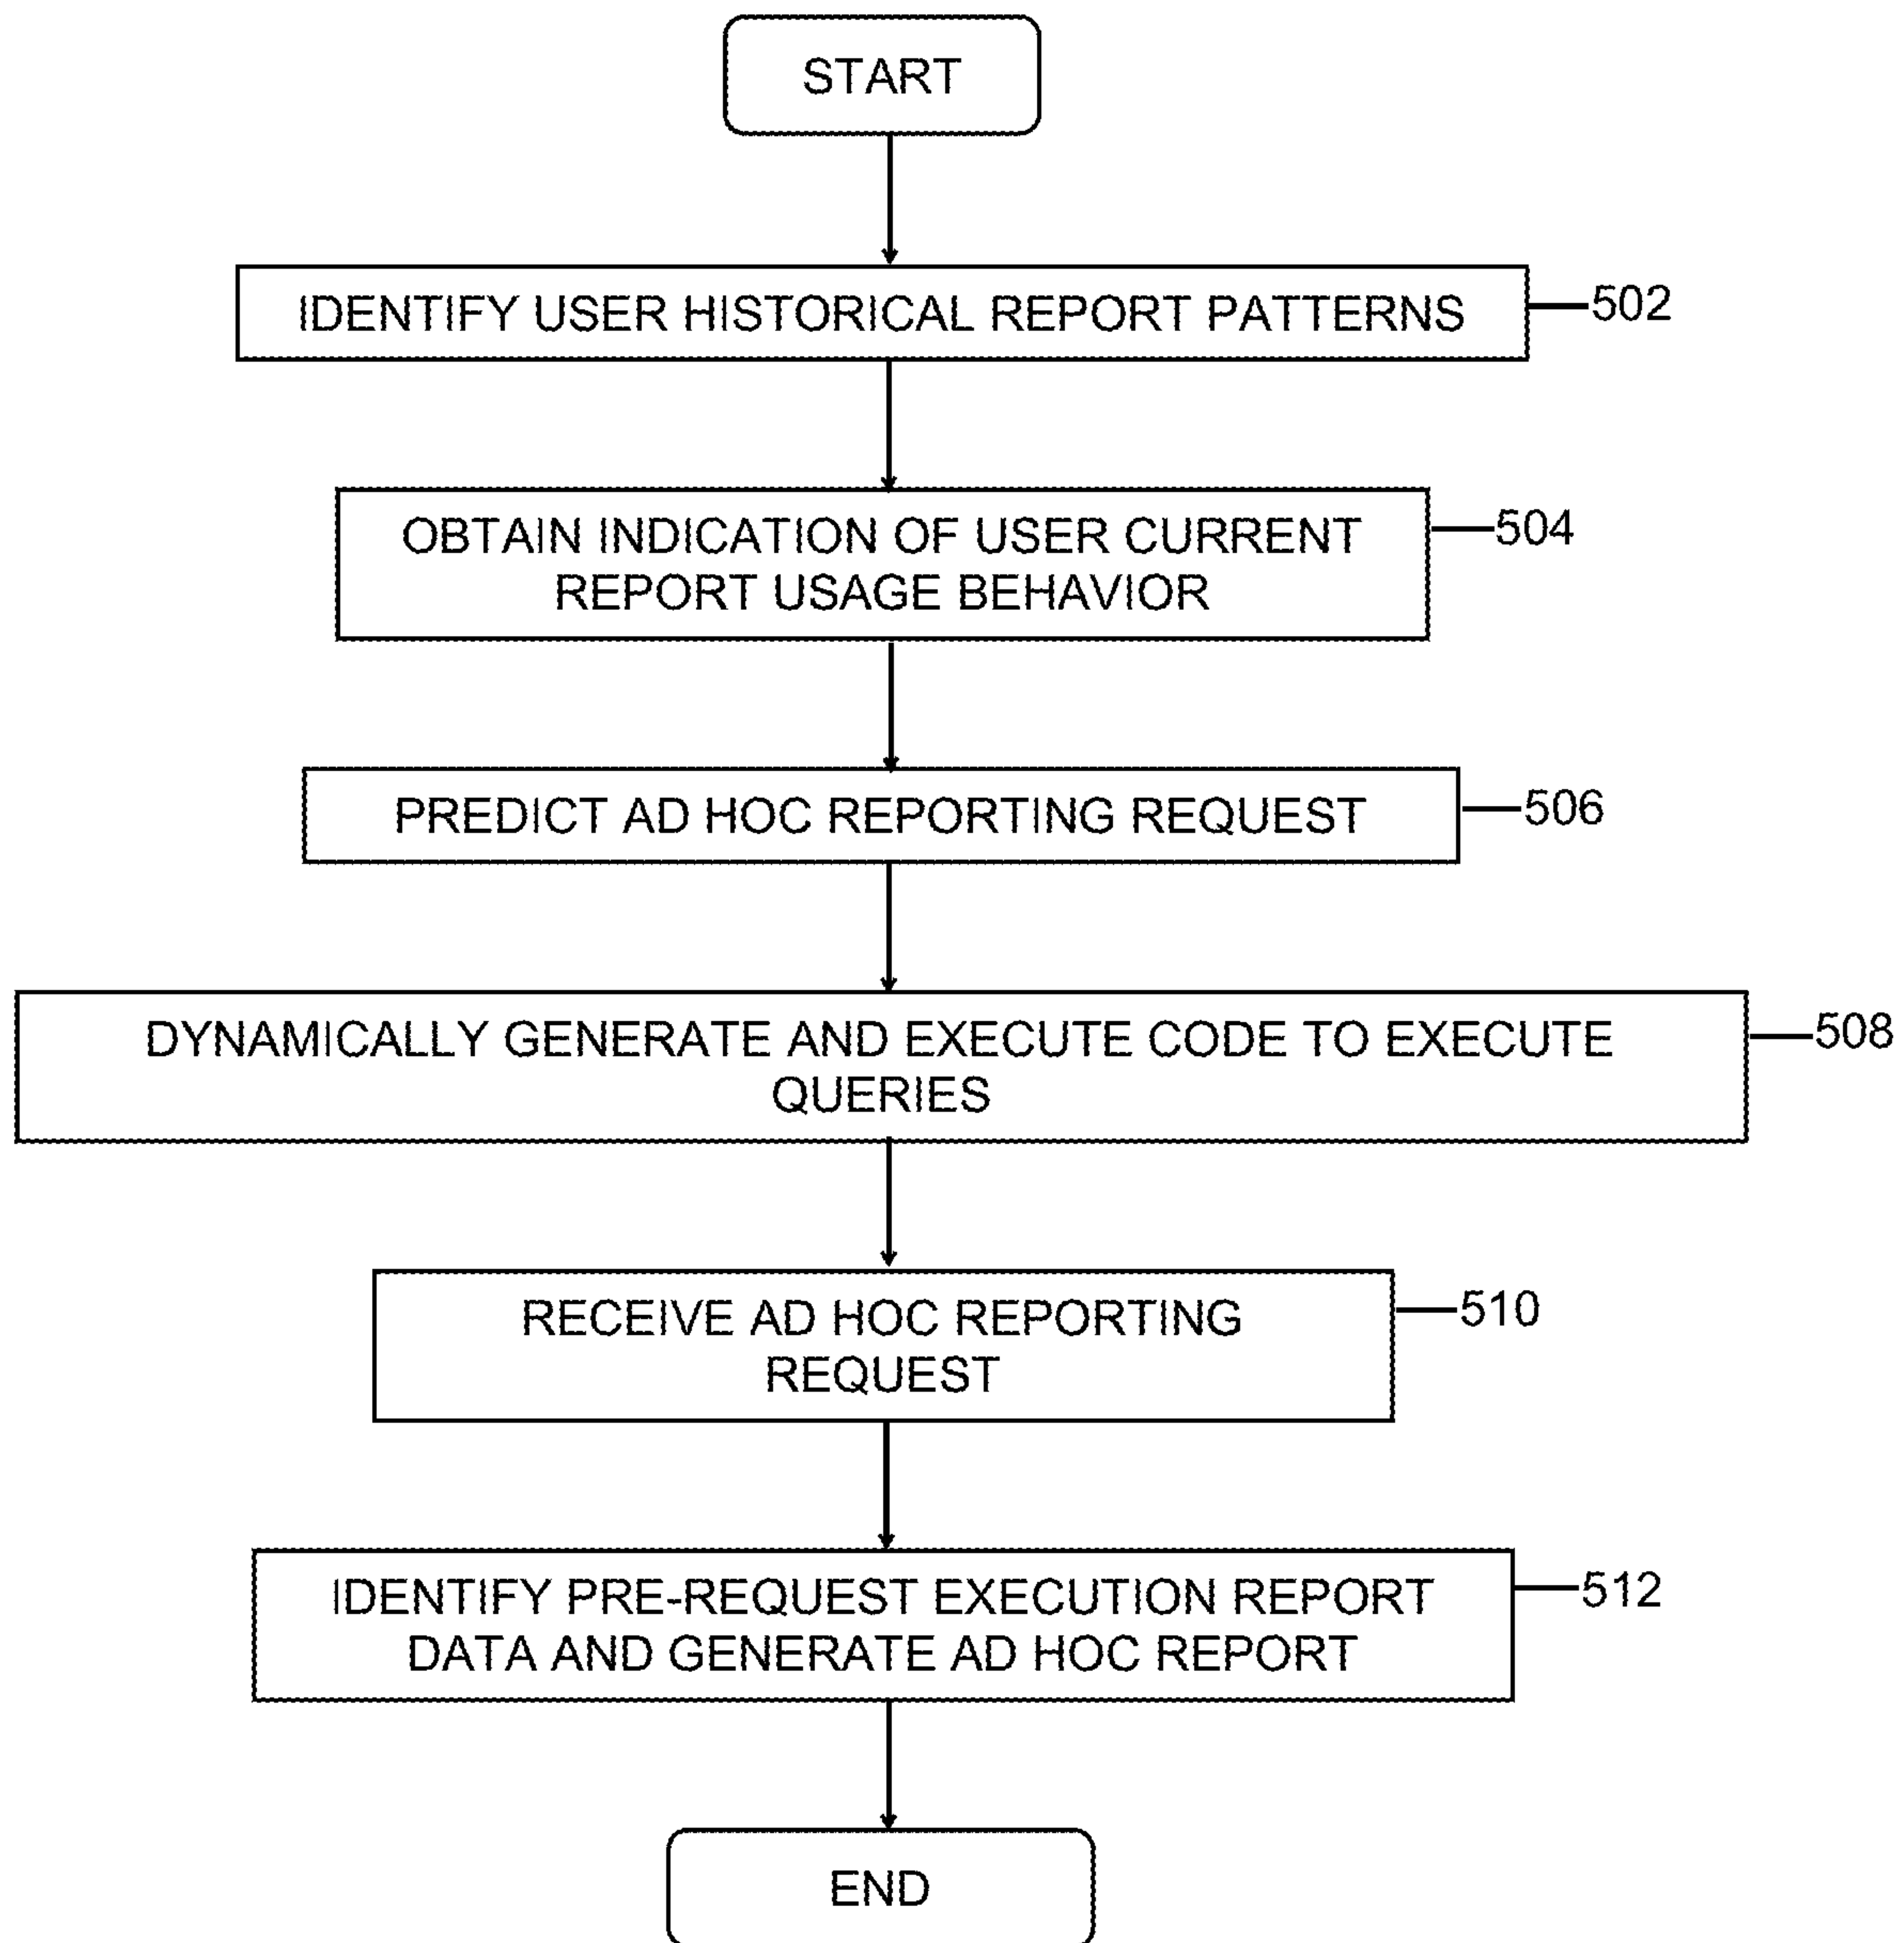 START
IDENTIFY USER HISTORICAL REPORT PATTERNS
502
OBTAIN INDICATION OF USER CURRENT
REPORT USAGE BEHAVIOR
504
PREDICT AD HOC REPORTING REQUEST
506
DYNAMICALLY GENERATE AND EXECUTE CODE TO EXECUTE
QUERIES
508
RECEIVE AD HOC REPORTING
REQUEST
510
IDENTIFY PRE-REQUEST EXECUTION REPORT
DATA AND GENERATE AD HOC REPORT
512
END